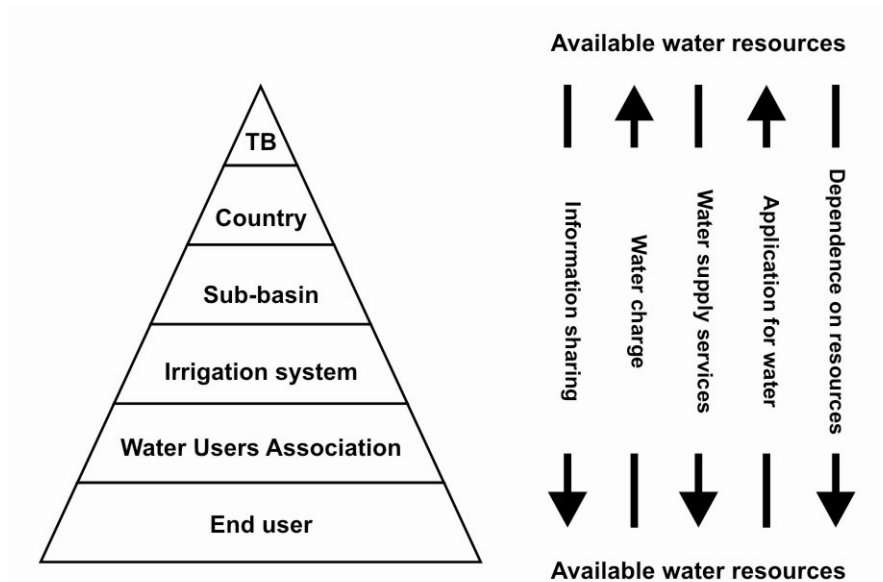 Available water resources
TB
Country
Sub-basin
Irrigation system
Water Users Association
End user
Information sharing
Water charge
Water supply services
Application for water
Dependence on resources
Available water resources